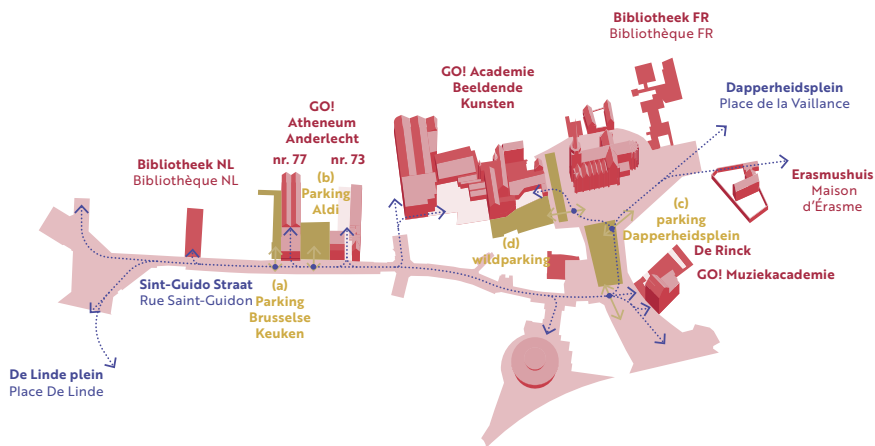 Bibliotheek FR
Bibliothèque FR
GO! Academie
Beeldende
Kunsten
Dapperheidsplein
Place de la Vaillance
GO!
Atheneum
Anderlecht
nr. 77
nr. 73
(b)
Parking
Aldi
Bibliotheek NL
Bibliothèque NL
Erasmushuis
Maison
d’Érasme
(c)
parking
Dapperheidsplein
(d)
wildparking
De Rinck
GO! Muziekacademie
Sint-Guido Straat
Rue Saint-Guidon
(a)
Parking
Brusselse
Keuken
De Linde plein
Place De Linde